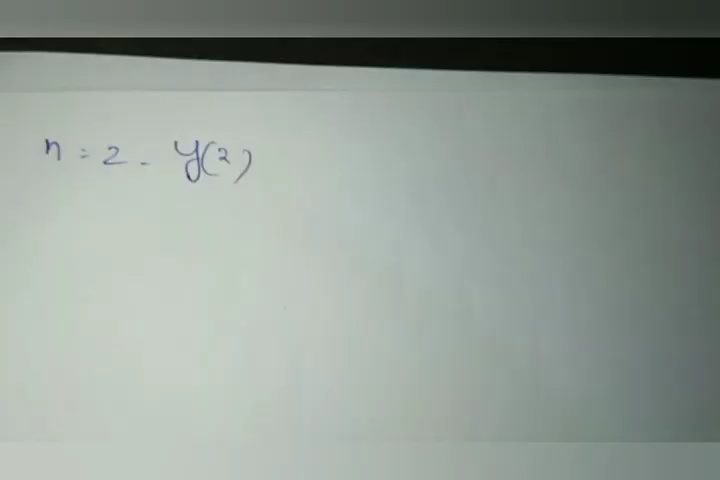 n = 2 - y(2)